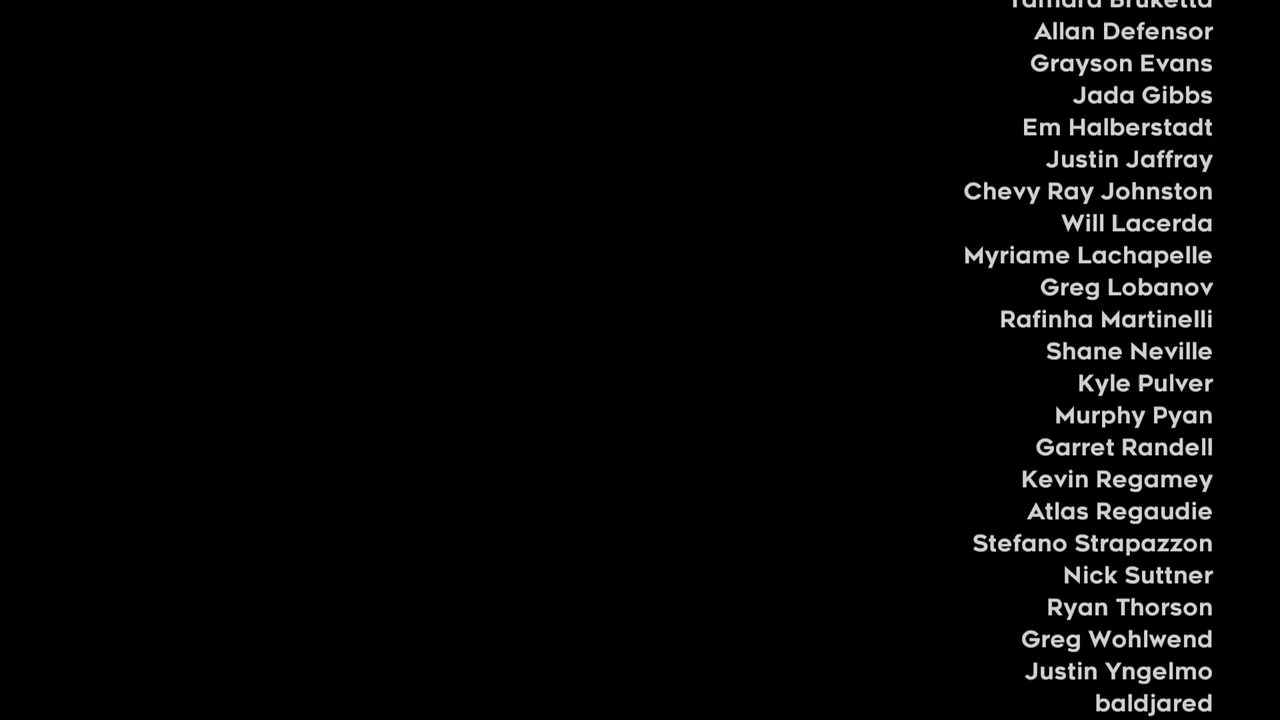 Tamara Bruketta
Allan Defensor
Grayson Evans
Jada Gibbs
Em Halberstadt
Justin Jaffray
Chevy Ray Johnston
Will Lacerda
Myriame Lachapelle
Greg Lobanov
Rafinha Martinelli
Shane Neville
Kyle Pulver
Murphy Pyan
Garret Randell
Kevin Regamey
Atlas Regaudie
Stefano Strapazzon
Nick Suttner
Ryan Thorson
Greg Wohlwend
Justin Yngelmo
baldjared